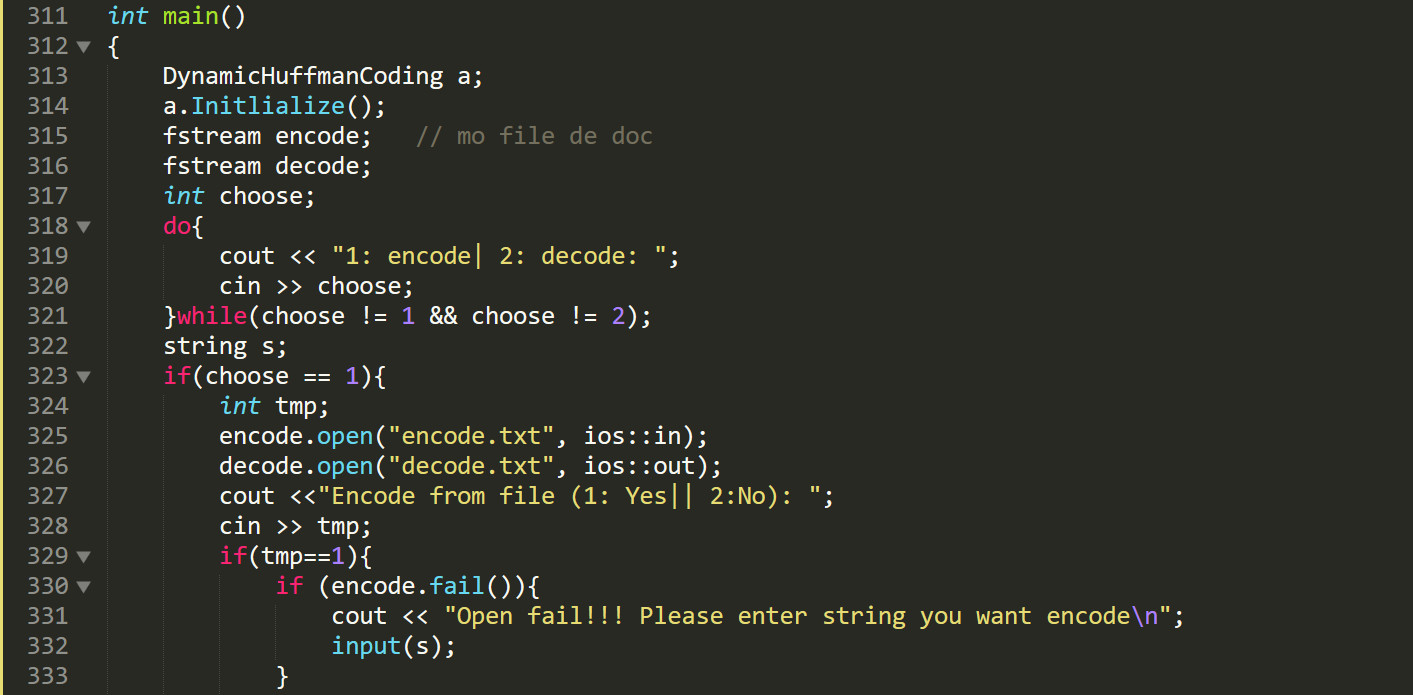 311 int main()
312 {
313 DynamicHuffmanCoding a;
314 a.Initlialize();
315 fstream encode; // mo file de doc
316 fstream decode;
317 int choose;
318 do{
319 cout << "1: encode| 2: decode: ";
320 cin >> choose;
321 }while(choose != 1 && choose != 2);
322 string s;
323 if(choose == 1){
324 int tmp;
325 encode.open("encode.txt", ios::in);
326 decode.open("decode.txt", ios::out);
327 cout <<"Encode from file (1: Yes|| 2:No): ";
328 cin >> tmp;
329 if(tmp==1){
330 if (encode.fail()){
331 cout << "Open fail!!! Please enter string you want encode\n";
332 input(s);
333 }